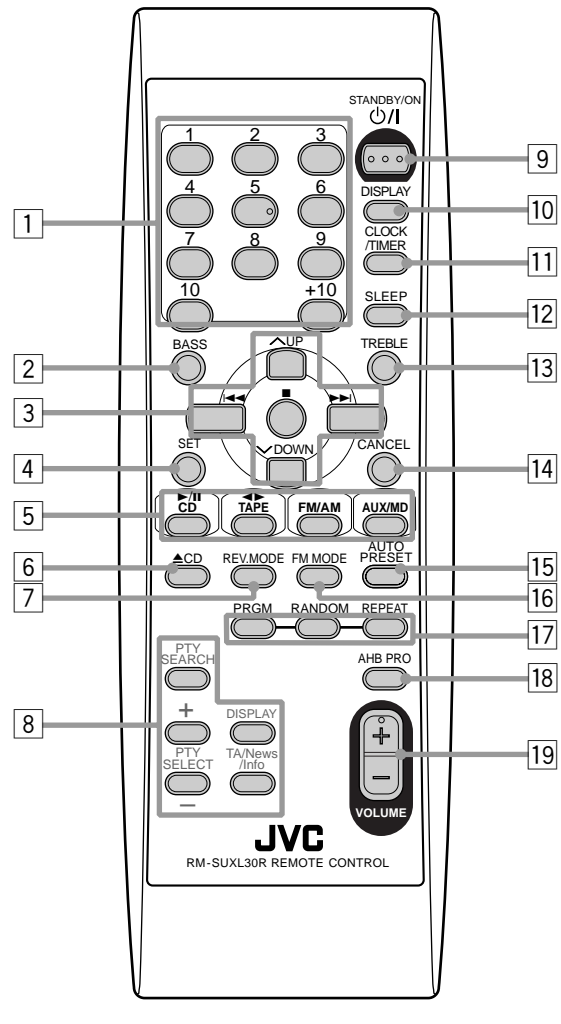 STANDBY/ON
⏻/I
1 2 3
9
DISPLAY
10
4 5 6
1
CLOCK
/TIMER
11
7 8 9
10 +10
SLEEP
12
BASS
UP
TREBLE
2
13
3
SET
DOWN
CANCEL
4
14
5
CD
TAPE
FM/AM
AUX/MD
6
CD
REV.MODE
FM MODE
AUTO
PRESET
15
7
16
PRGM
RANDOM
REPEAT
17
PTY
SEARCH
AHB PRO
18
8
+
DISPLAY
+
19
PTY
SELECT
TA/News
/Info
–
–
VOLUME
JVC
RM-SUXL30R REMOTE CONTROL